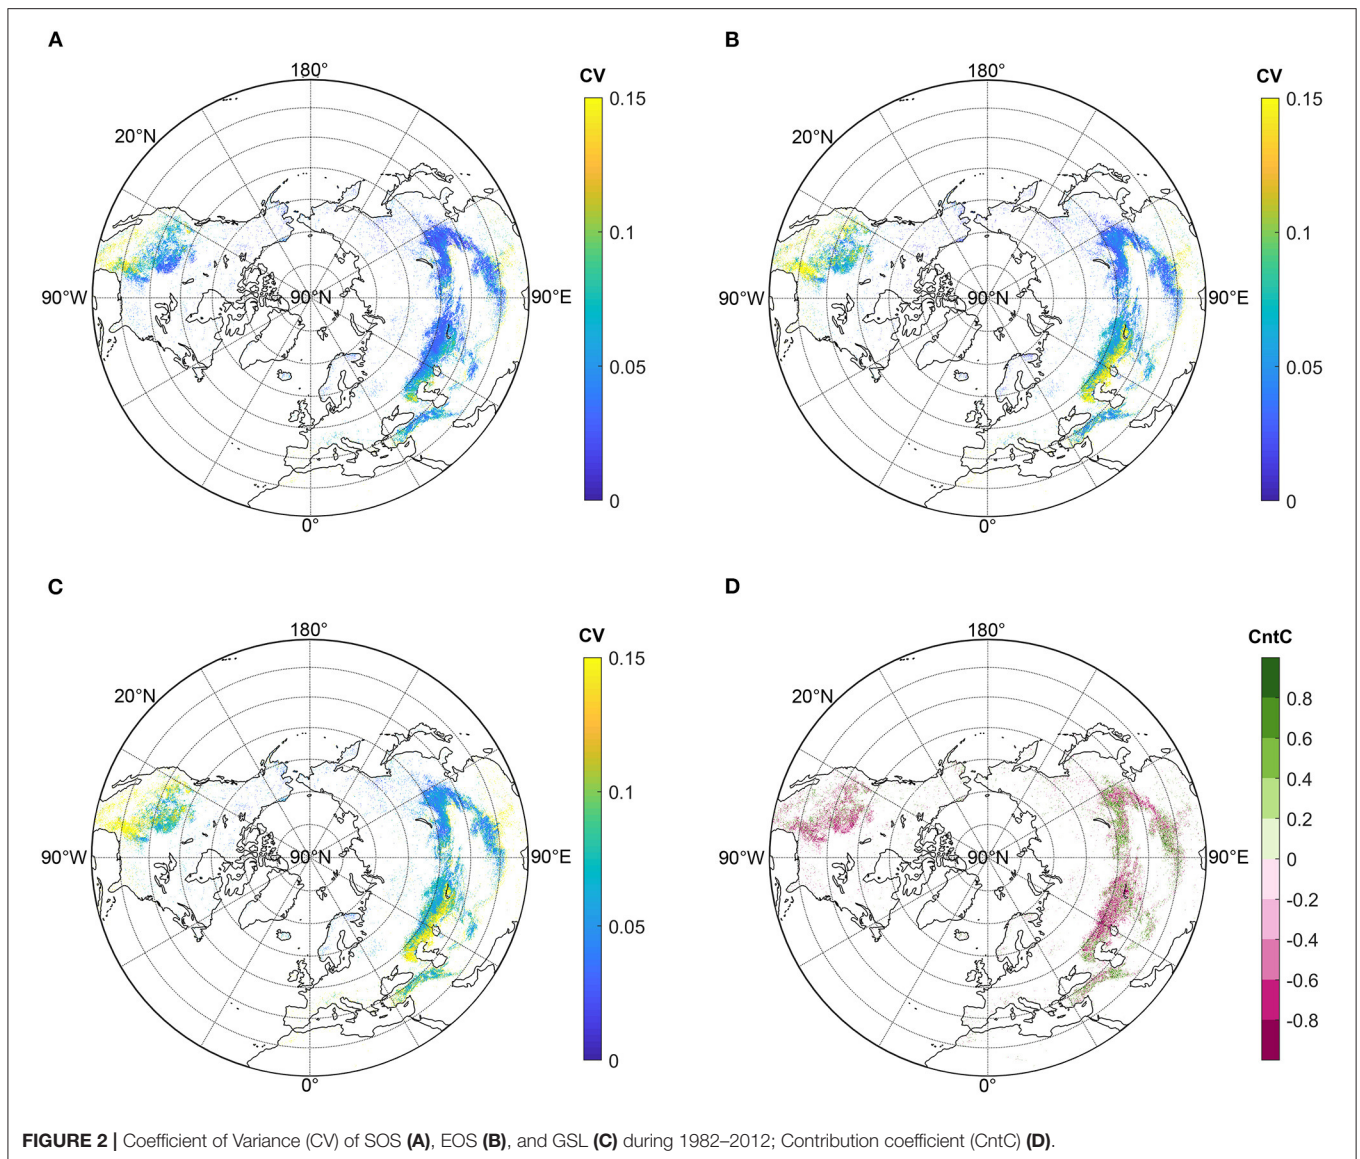 A
B
180°
CV
0.15
20°N
0.1
90°W
90°N
90°E
0.05
0
0°
180°
CV
0.15
20°N
0.1
90°W
90°N
90°E
0.05
0
0°
C
D
180°
CV
0.15
20°N
0.1
90°W
90°N
90°E
0.05
0
0°
180°
CntC
20°N
0.8
0.6
0.4
0.2
0
-0.2
-0.4
-0.6
-0.8
90°W
90°N
90°E
0°
FIGURE 2 | Coefficient of Variance (CV) of SOS (A), EOS (B), and GSL (C) during 1982–2012; Contribution coefficient (CntC) (D).